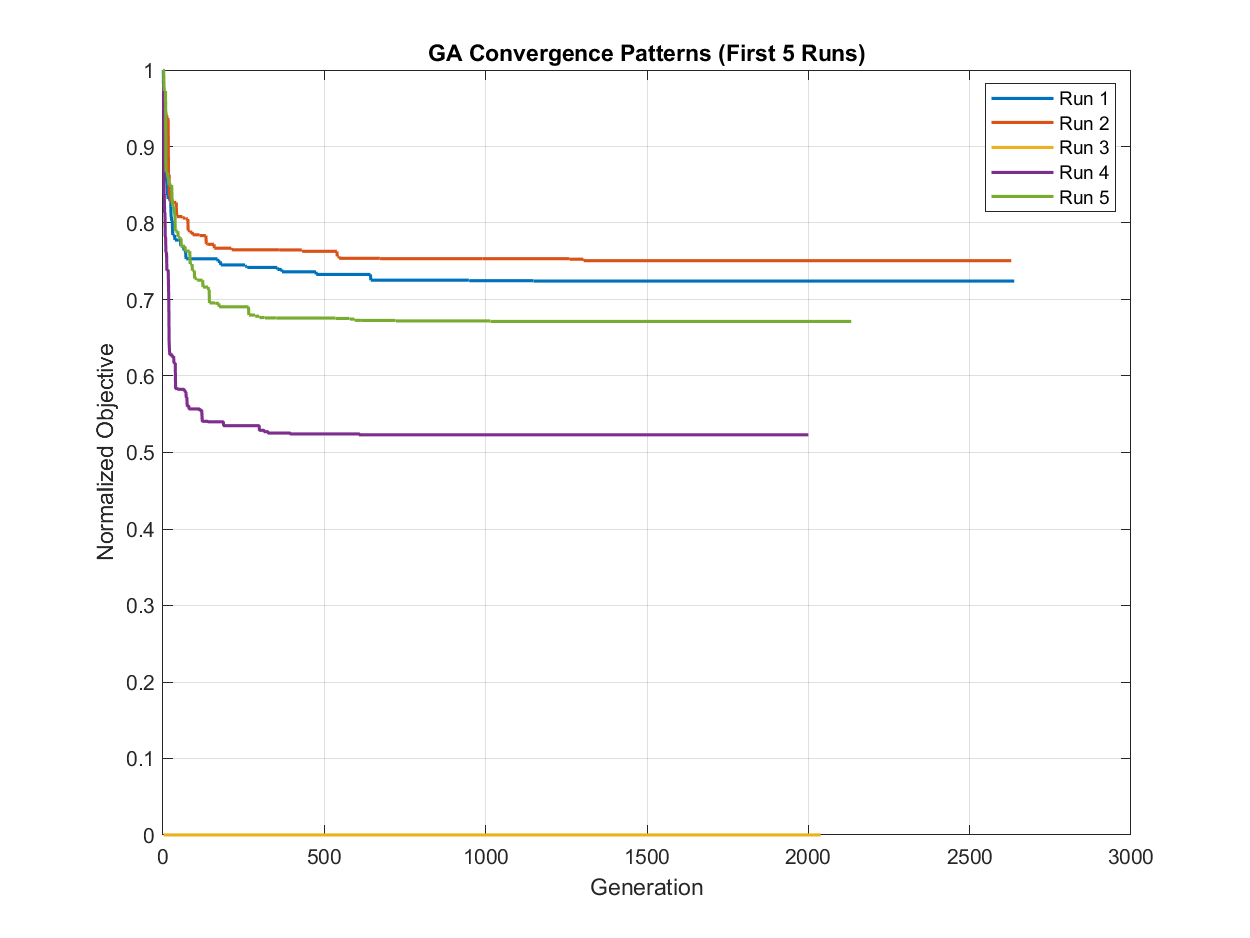 GA Convergence Patterns (First 5 Runs)
1
0.9
0.8
0.7
0.6
0.5
0.4
0.3
0.2
0.1
0
Normalized Objective
Run 1
Run 2
Run 3
Run 4
Run 5
0 500 1000 1500 2000 2500 3000
Generation